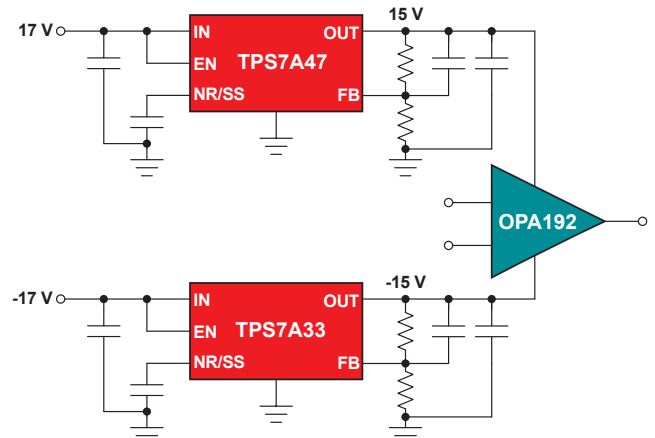 17 V
IN
OUT
15 V
EN
TPS7A47
NR/SS
FB
OPA192
-17 V
IN
OUT
-15 V
EN
TPS7A33
NR/SS
FB